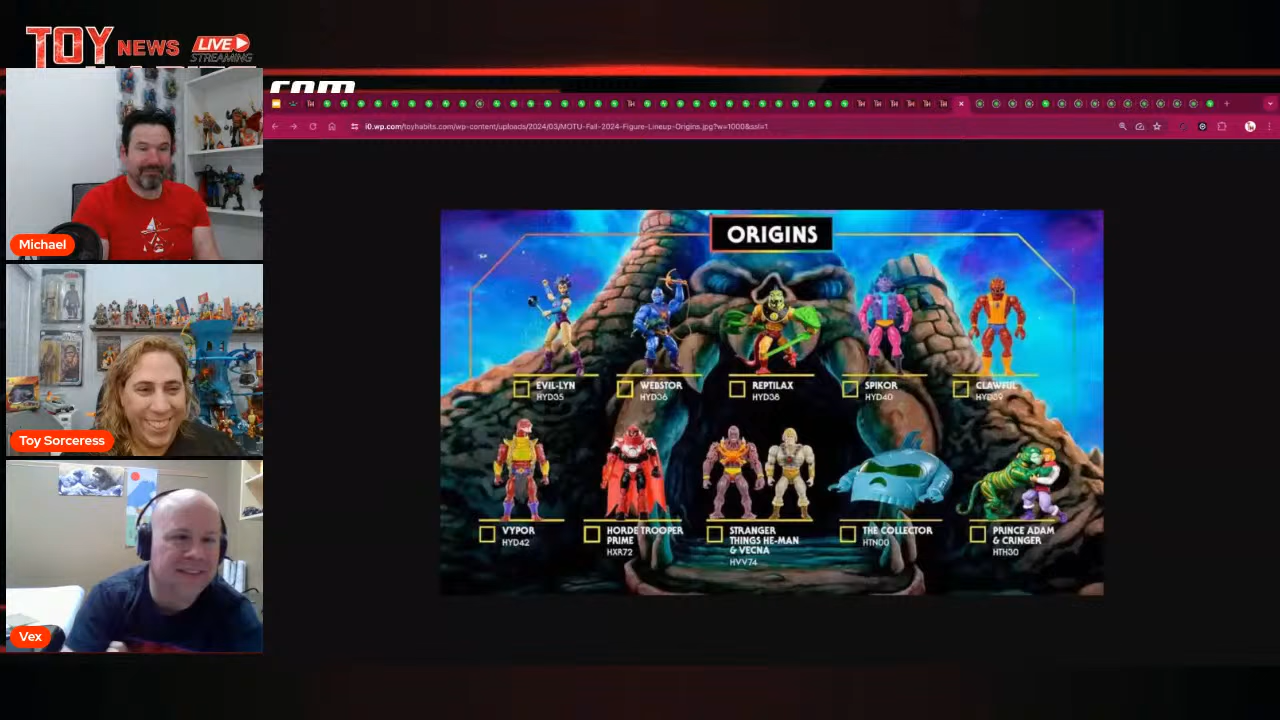 TOY NEWS LIVE
STREAMING
.com
i0.wp.com/toyhabits.com/wp-content/uploads/2024/03/MOTU-Fall-2024-Figure-Lineup-Origins.jpg?w=1000&ssl=1
Michael
Toy Sorceress
Vex
ORIGINS
EVIL-LYN
HYD35
WEBSTOR
HYD36
REPTILAX
HYD38
SPIKOR
HYD40
CLAWFUL
HYD39
VYPOR
HYD42
HORDE TROOPER
PRIME
HXR72
STRANGER
THINGS HE-MAN
& VECNA
HVV74
THE COLLECTOR
HTN00
PRINCE ADAM
& CRINGER
HTH30